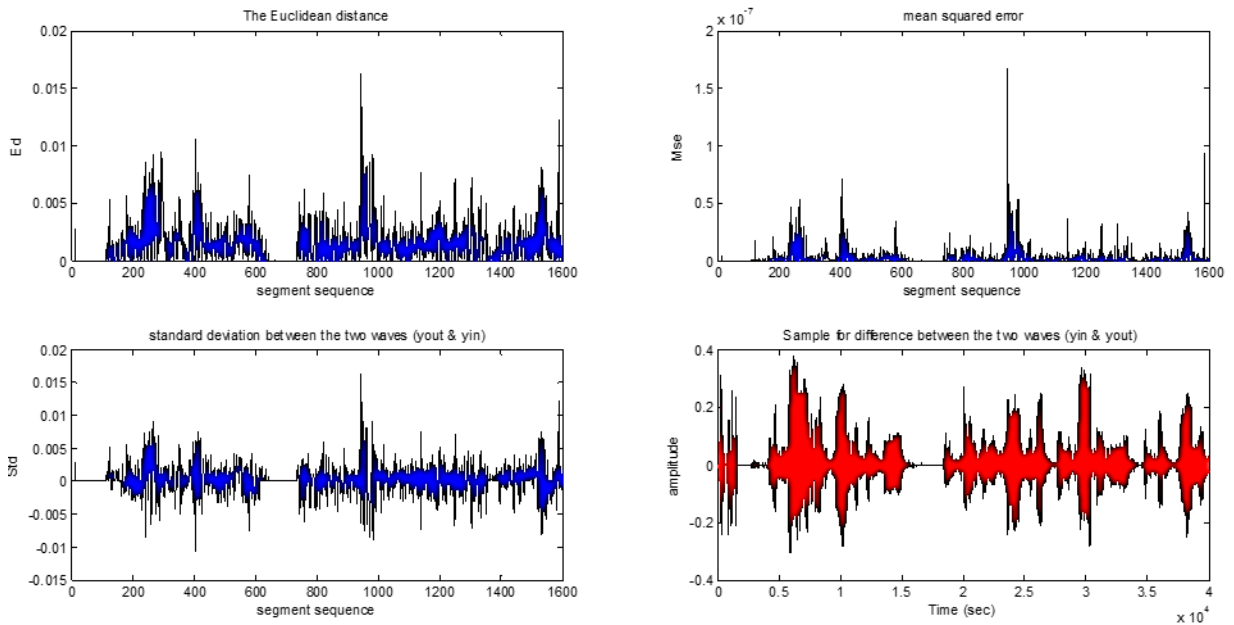 The Euclidean distance
0.02
0.015
0.01
0.005
0
Ed
0 200 400 600 800 1000 1200 1400 1600
segment sequence
mean squared error
x 10^-7
2
1.5
1
0.5
0
Mse
0 200 400 600 800 1000 1200 1400 1600
segment sequence
standard deviation between the two waves (yout & yin)
0.02
0.015
0.01
0.005
0
-0.005
-0.01
-0.015
Std
0 200 400 600 800 1000 1200 1400 1600
segment sequence
Sample for difference between the two waves (yin & yout)
0.4
0.2
0
-0.2
-0.4
amplitude
0 0.5 1 1.5 2 2.5 3 3.5 4
Time (sec)
x 10^4